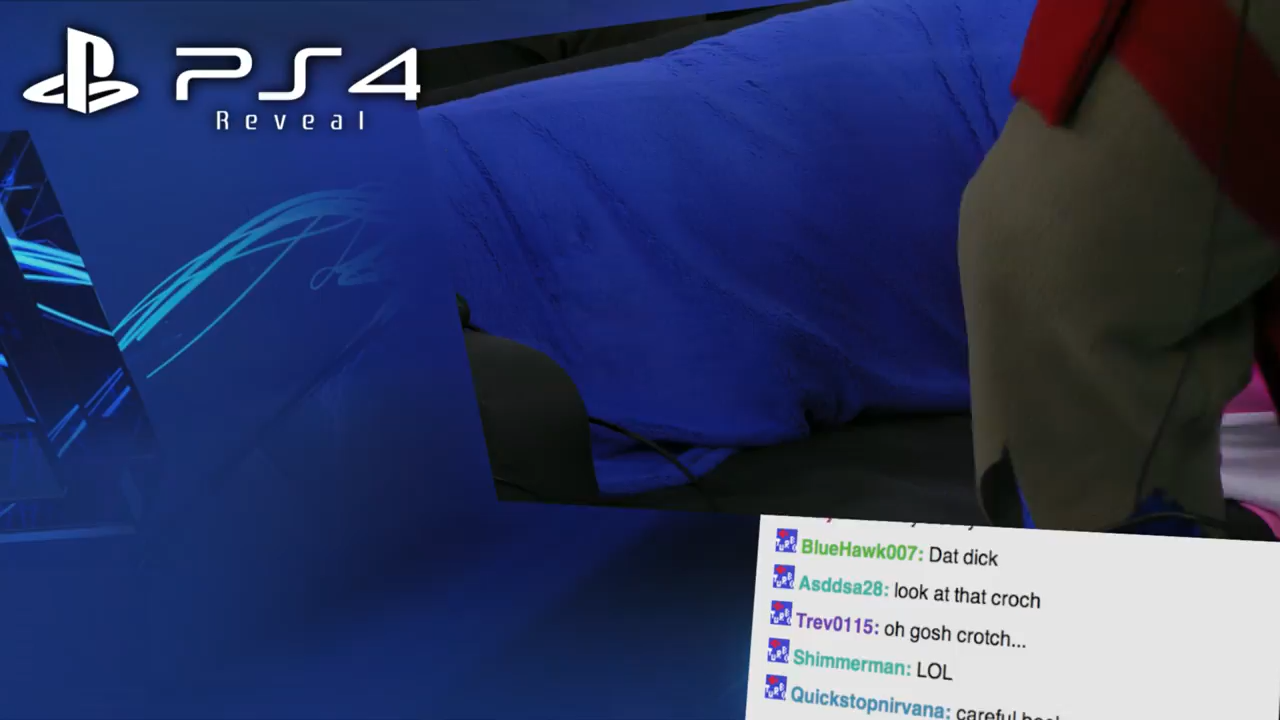 PS4
Reveal
BlueHawk007: Dat dick
Asddsa28: look at that croch
Trev0115: oh gosh crotch...
Shimmerman: LOL
Quickstopnirvana: careful